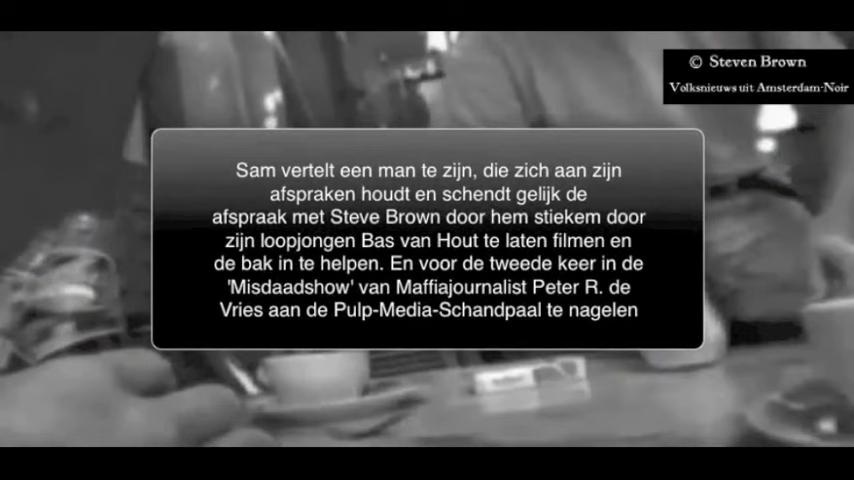 © Steven Brown
Volksnieuws uit Amsterdam-Noir
Sam vertelt een man te zijn, die zich aan zijn
afspraken houdt en schendt gelijk de
afspraak met Steve Brown door hem stiekem door
zijn loopjongen Bas van Hout te laten filmen en
de bak in te helpen. En voor de tweede keer in de
'Misdaadshow' van Maffiajournalist Peter R. de
Vries aan de Pulp-Media-Schandpaal te nagelen